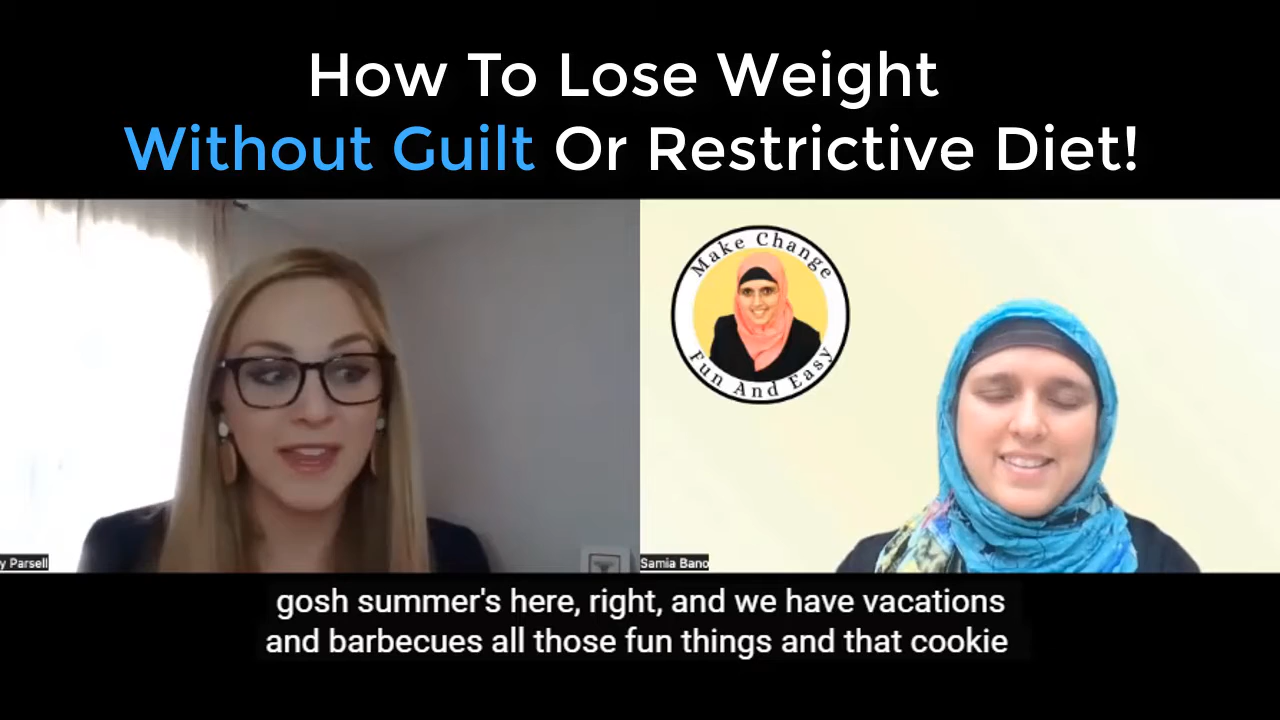 How To Lose Weight
Without Guilt Or Restrictive Diet!
Make Change
Fun And Easy
y Parsell
Samia Bano
gosh summer's here, right, and we have vacations
and barbecues all those fun things and that cookie